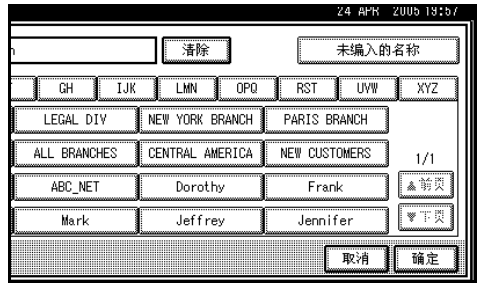 24 APR 2005 19:57
清除 未编入的名称
GH IJK LMN OPQ RST UVW XYZ
LEGAL DIV NEW YORK BRANCH PARIS BRANCH
ALL BRANCHES CENTRAL AMERICA NEW CUSTOMERS 1/1
ABC_NET Dorothy Frank ▲前页
Mark Jeffrey Jennifer ▼下页
取消 确定